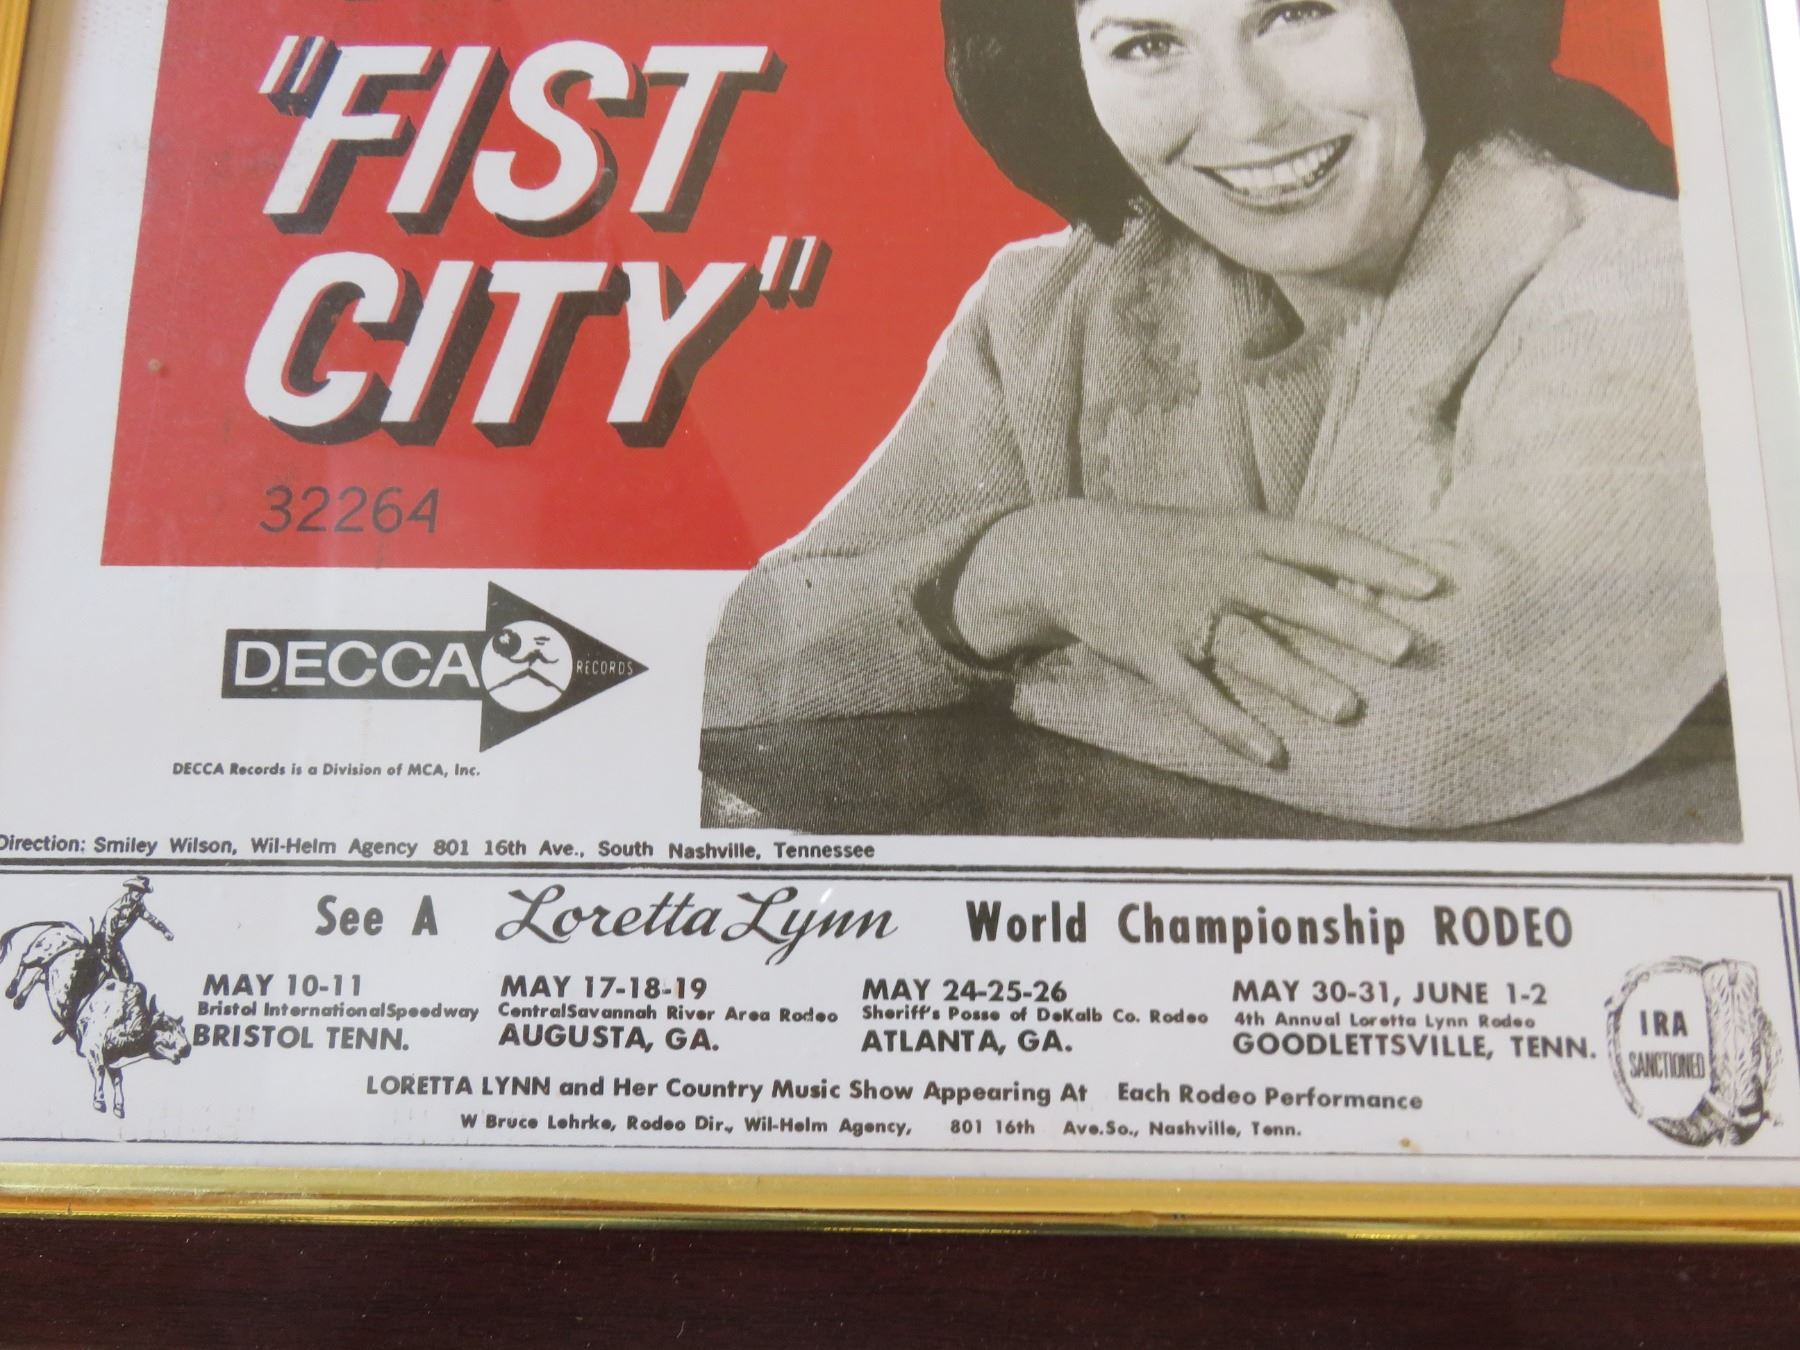 "FIST
CITY"
32264
DECCA RECORDS
DECCA Records is a Division of MCA, Inc.
Direction: Smiley Wilson, Wil-Helm Agency 801 16th Ave., South Nashville, Tennessee
See A Loretta Lynn World Championship RODEO
MAY 10-11
Bristol International Speedway
BRISTOL TENN.
MAY 17-18-19
Central Savannah River Area Rodeo
AUGUSTA, GA.
MAY 24-25-26
Sheriff's Posse of DeKalb Co. Rodeo
ATLANTA, GA.
MAY 30-31, JUNE 1-2
4th Annual Loretta Lynn Rodeo
GOODLETTSVILLE, TENN.
IRA
SANCTIONED
LORETTA LYNN and Her Country Music Show Appearing At Each Rodeo Performance
W Bruce Lehrke, Rodeo Dir., Wil-Helm Agency, 801 16th Ave.So., Nashville, Tenn.